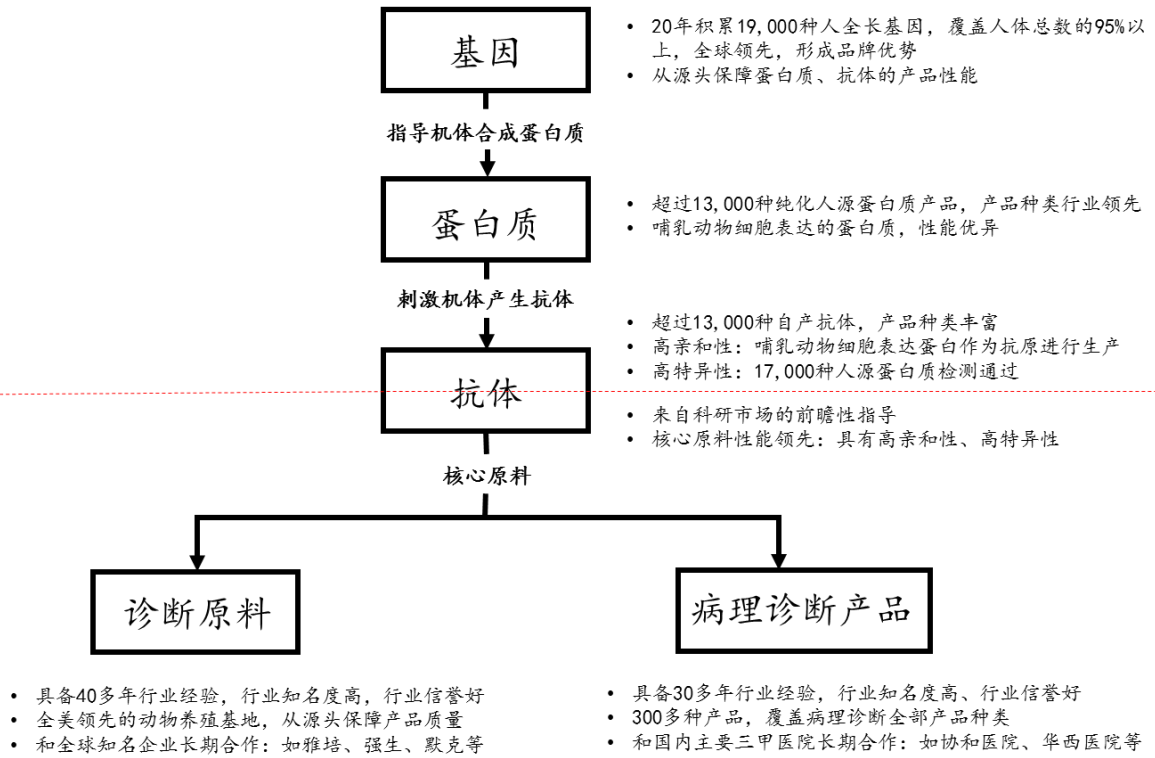 基因
• 20年积累19,000种人全长基因，覆盖人体总数的95%以
上，全球领先，形成品牌优势
• 从源头保障蛋白质、抗体的产品性能
指导机体合成蛋白质
蛋白质
• 超过13,000种纯化人源蛋白质产品，产品种类行业领先
• 哺乳动物细胞表达的蛋白质，性能优异
刺激机体产生抗体
• 超过13,000种自产抗体，产品种类丰富
• 高亲和性：哺乳动物细胞表达蛋白作为抗原进行生产
• 高特异性：17,000种人源蛋白质检测通过
抗体
• 来自科研市场的前瞻性指导
• 核心原料性能领先：具有高亲和性、高特异性
核心原料
诊断原料
• 具备40多年行业经验，行业知名度高，行业信誉好
• 全美领先的动物养殖基地，从源头保障产品质量
• 和全球知名企业长期合作：如雅培、强生、默克等
病理诊断产品
• 具备30多年行业经验，行业知名度高、行业信誉好
• 300多种产品，覆盖病理诊断全部产品种类
• 和国内主要三甲医院长期合作：如协和医院、华西医院等